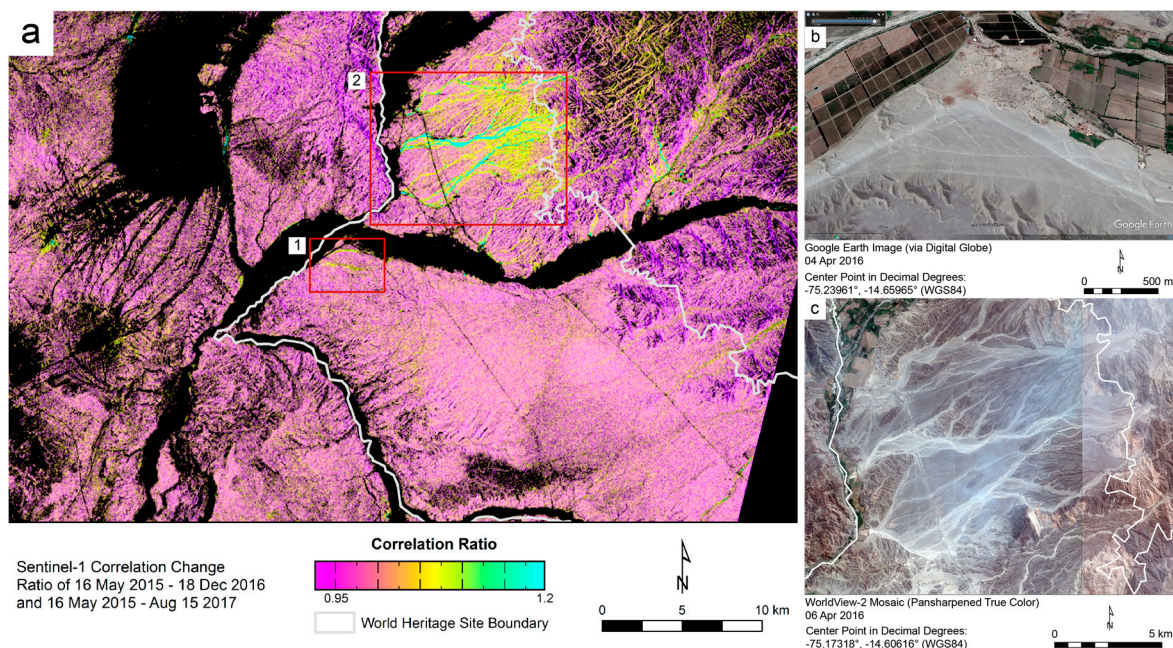 a
2
1
Sentinel-1 Correlation Change
Ratio of 16 May 2015 - 18 Dec 2016
and 16 May 2015 - Aug 15 2017
Correlation Ratio
0.95
1.2
World Heritage Site Boundary
N
0
5
10 km
b
Google Earth
Google Earth Image (via Digital Globe)
04 Apr 2016
Center Point in Decimal Degrees:
-75.23961°, -14.65965° (WGS84)
N
0
500 m
c
WorldView-2 Mosaic (Pansharpened True Color)
06 Apr 2016
Center Point in Decimal Degrees:
-75.17318°, -14.60616° (WGS84)
N
0
5 km